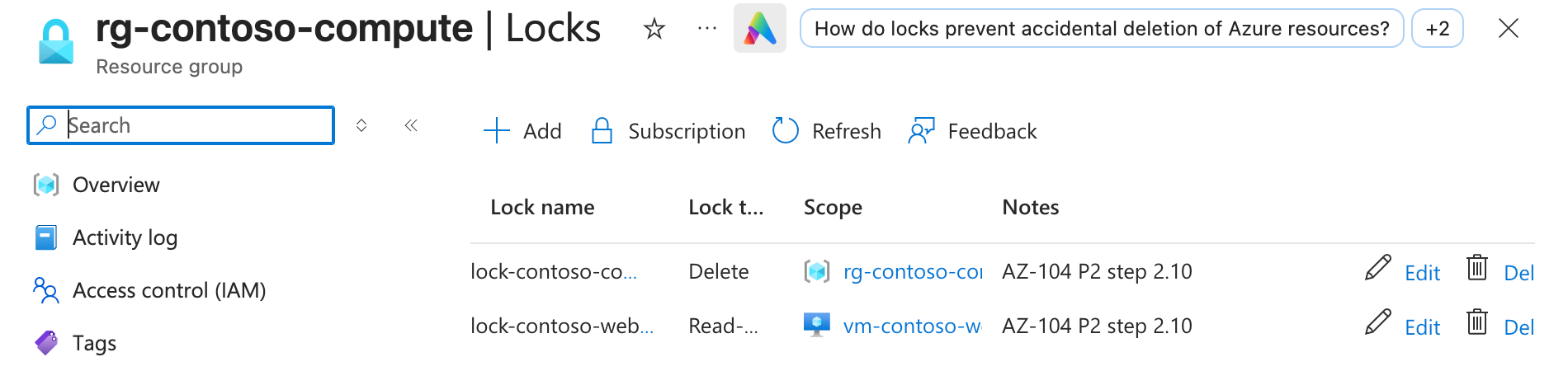 rg-contoso-compute | Locks ☆ ··· How do locks prevent accidental deletion of Azure resources? +2
Resource group
Search
Add Subscription Refresh Feedback
Overview
Activity log
Access control (IAM)
Tags
Lock name Lock t... Scope Notes
lock-contoso-co... Delete rg-contoso-con AZ-104 P2 step 2.10 Edit Del
lock-contoso-web... Read-... vm-contoso-w AZ-104 P2 step 2.10 Edit Del